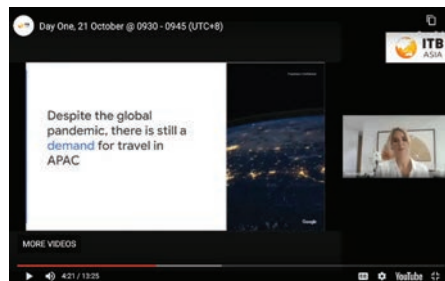 Day One, 21 October @ 0930 - 0945 (UTC+8)
ITB
ASIA
Despite the global
pandemic, there is still a
demand for travel in
APAC
Google
MORE VIDEOS
4:21 / 13:25
CC
YouTube